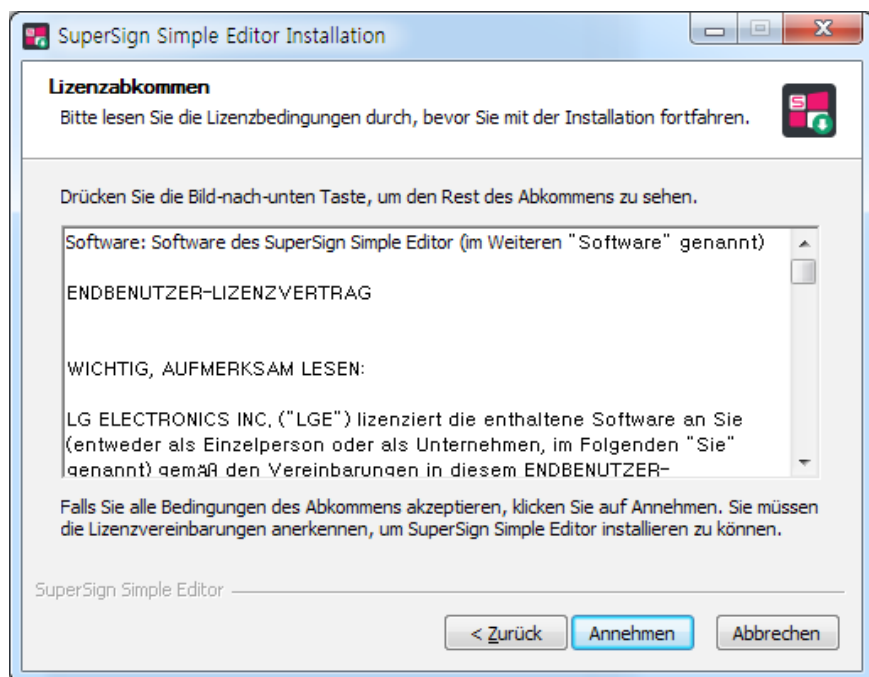 SuperSign Simple Editor Installation
Lizenzabkommen
Bitte lesen Sie die Lizenzbedingungen durch, bevor Sie mit der Installation fortfahren.
S
Drücken Sie die Bild-nach-unten Taste, um den Rest des Abkommens zu sehen.
Software: Software des SuperSign Simple Editor (im Weiteren "Software" genannt)
ENDBENUTZER-LIZENZVERTRAG
WICHTIG, AUFMERKSAM LESEN:
LG ELECTRONICS INC. ("LGE") lizenziert die enthaltene Software an Sie
(entweder als Einzelperson oder als Unternehmen, im Folgenden "Sie"
genannt) gemäß den Vereinbarungen in diesem ENDBENUTZER-
Falls Sie alle Bedingungen des Abkommens akzeptieren, klicken Sie auf Annehmen. Sie müssen
die Lizenzvereinbarungen anerkennen, um SuperSign Simple Editor installieren zu können.
SuperSign Simple Editor
< Zurück Annehmen Abbrechen